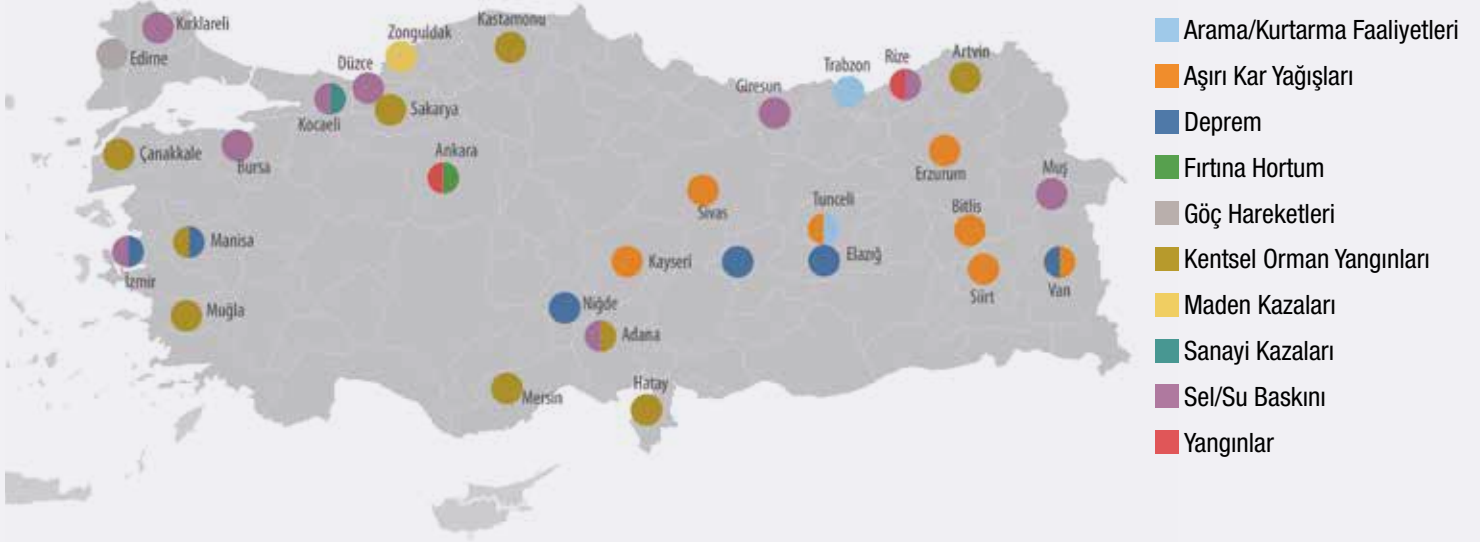 Kırklareli
Edirne
Zonguldak
Kastamonu
Düzce
Sakarya
Kocaeli
Çanakkale
Bursa
Ankara
Giresun
Trabzon
Rize
Artvin
Erzurum
Muş
Sivas
Tunceli
Bitlis
Manisa
İzmir
Kayseri
Elazığ
Siirt
Van
Muğla
Niğde
Adana
Mersin
Hatay
Arama/Kurtarma Faaliyetleri
Aşırı Kar Yağışları
Deprem
Fırtına Hortum
Göç Hareketleri
Kentsel Orman Yangınları
Maden Kazaları
Sanayi Kazaları
Sel/Su Baskını
Yangınlar